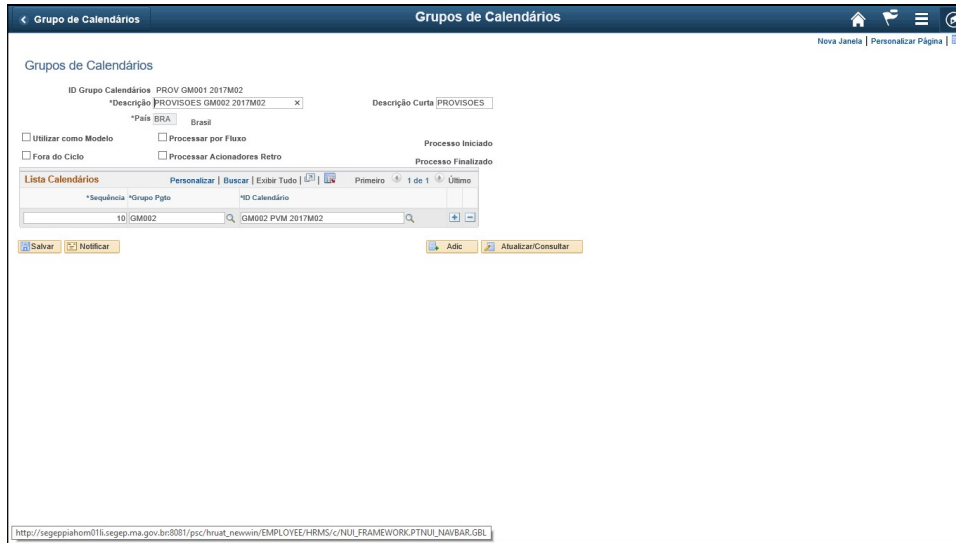 Grupo de Calendários
Grupos de Calendários
Nova Janela | Personalizar Página |
Grupos de Calendários
ID Grupo Calendários PROV GM001 2017M02
*Descrição PROVISOES GM002 2017M02 ×
Descrição Curta PROVISOES
*País BRA Brasil
Utilizar como Modelo
Processar por Fluxo
Processo Iniciado
Fora do Ciclo
Processar Acionadores Retro
Processo Finalizado
Lista Calendários Personalizar | Buscar | Exibir Tudo | | Primeiro 1 de 1 Último
*Sequência *Grupo Pgto *ID Calendário
10 GM002 GM002 PVM 2017M02
Salvar Notificar Adic Atualizar/Consultar
http://segeppiahom01li.segep.ma.gov.br:8081/psc/hruat_newwin/EMPLOYEE/HRMS/c/NUI_FRAMEWORK.PTNUI_NAVBAR.GBL